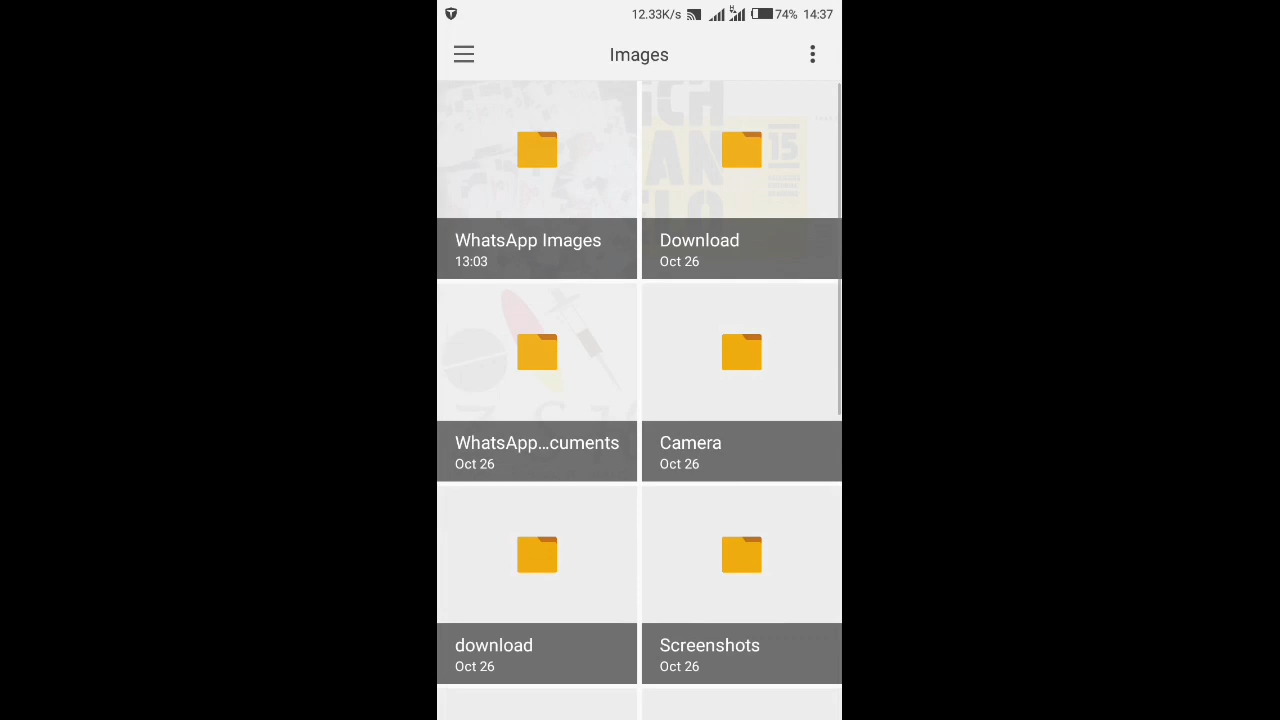 12.33K/s 74% 14:37
Images
WhatsApp Images
13:03
Download
Oct 26
WhatsApp...cuments
Oct 26
Camera
Oct 26
download
Oct 26
Screenshots
Oct 26